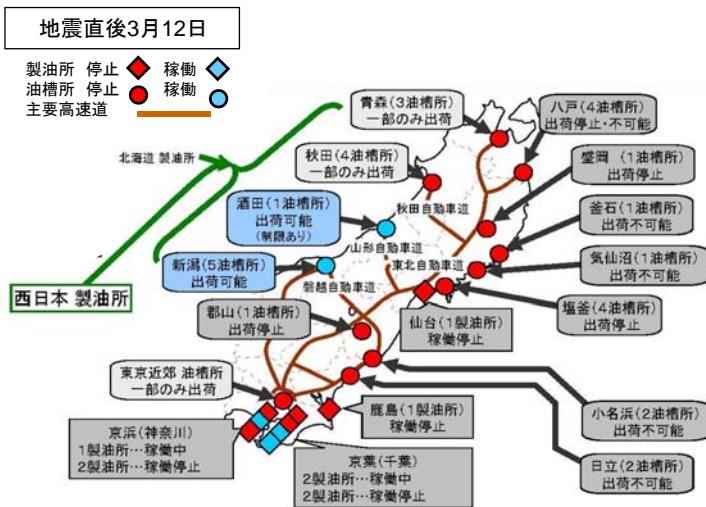 地震直後3月12日
製油所 停止 稼働
油槽所 停止 稼働
主要高速道
北海道 製油所
西日本 製油所
青森(3油槽所)
一部のみ出荷
八戸(4油槽所)
出荷停止・不可能
秋田(4油槽所)
一部のみ出荷
盛岡 (1油槽所)
出荷停止
酒田(1油槽所)
出荷可能
(制限あり)
秋田自動車道
釜石(1油槽所)
出荷不可能
山形自動車道
新潟(5油槽所)
出荷可能
東北自動車道
気仙沼(1油槽所)
出荷不可能
磐越自動車道
郡山(1油槽所)
出荷停止
仙台(1製油所)
稼働停止
塩釜(4油槽所)
出荷停止
東京近郊 油槽所
一部のみ出荷
鹿島(1製油所)
稼働停止
小名浜(2油槽所)
出荷不可能
京浜(神奈川)
1製油所…稼働中
2製油所…稼働停止
京葉(千葉)
2製油所…稼働中
2製油所…稼働停止
日立(2油槽所)
出荷不可能